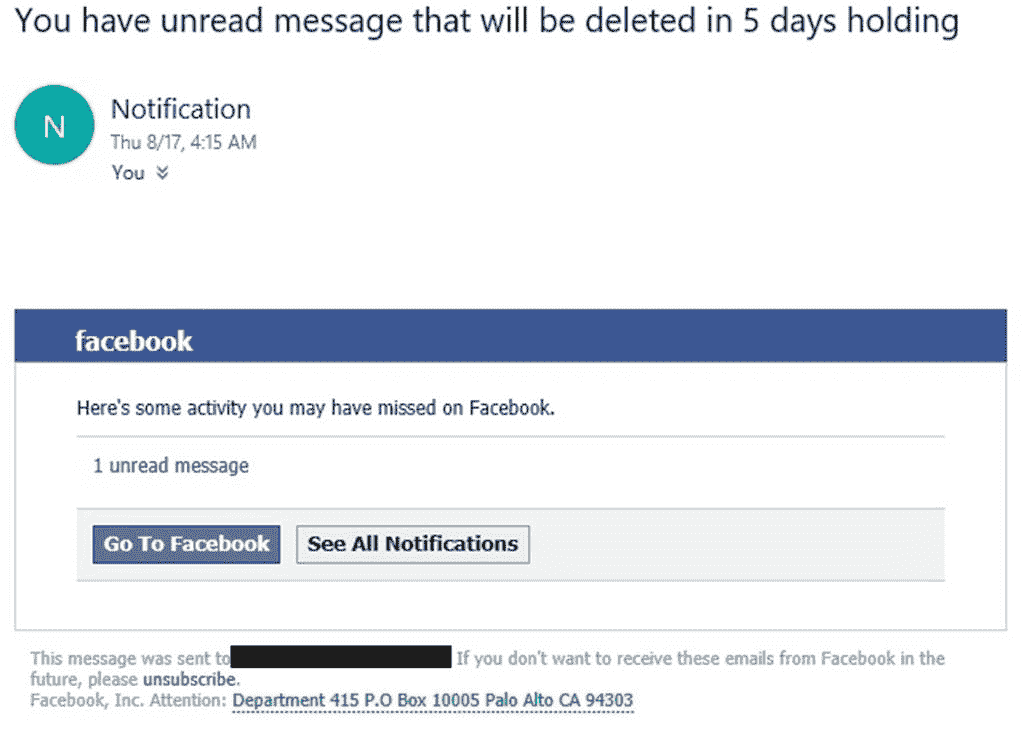 You have unread message that will be deleted in 5 days holding
N
Notification
Thu 8/17, 4:15 AM
You
facebook
Here's some activity you may have missed on Facebook.
1 unread message
Go To Facebook
See All Notifications
This message was sent to If you don't want to receive these emails from Facebook in the
future, please unsubscribe.
Facebook, Inc. Attention: Department 415 P.O Box 10005 Palo Alto CA 94303